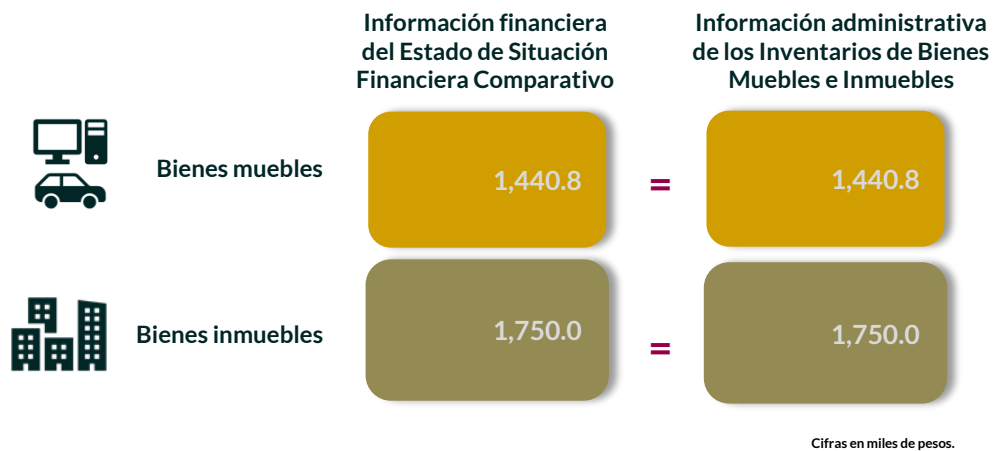 Información financiera
del Estado de Situación
Financiera Comparativo
Información administrativa
de los Inventarios de Bienes
Muebles e Inmuebles
Bienes muebles
1,440.8
=
1,440.8
Bienes inmuebles
1,750.0
=
1,750.0
Cifras en miles de pesos.